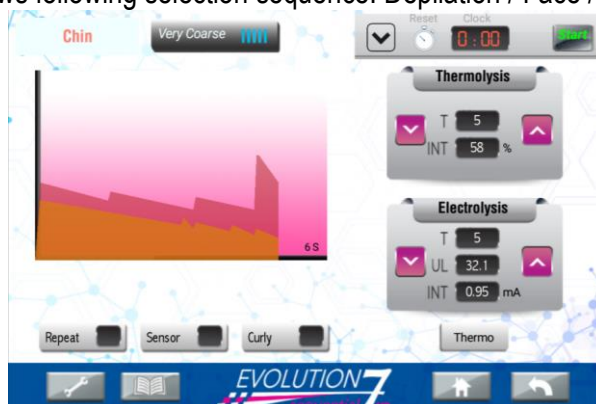 following selection sequence: Depilation / Face /
Chin
Very Coarse
Reset
Clock
0:00
Start
Thermolysis
T 5
INT 58 %
Electrolysis
T 5
UL 32.1
INT 0.95 mA
6 S
Repeat
Sensor
Curly
Thermo
EVOLUTION 7